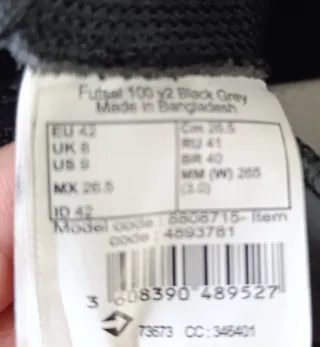 Futsal 100 v2 Black Grey
Made in Bangladesh
EU 42
UK 8
US 9
MX 26.5
ID 42
Cm 26.5
RU 41
BR 40
MM (W) 265
(3.0)
Model code : 8808715- Item
code : 4893781
3 608390 489527
73673 CC : 346401